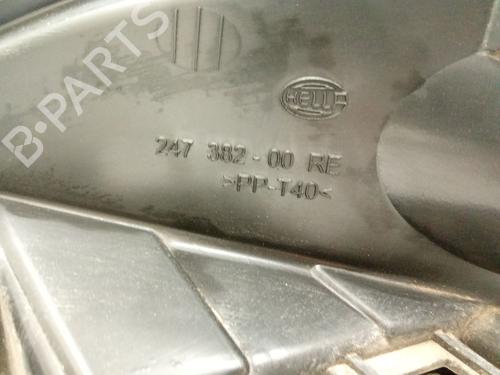 B-PARTS
HELLA
247 382-00 RE
>PP-T40<